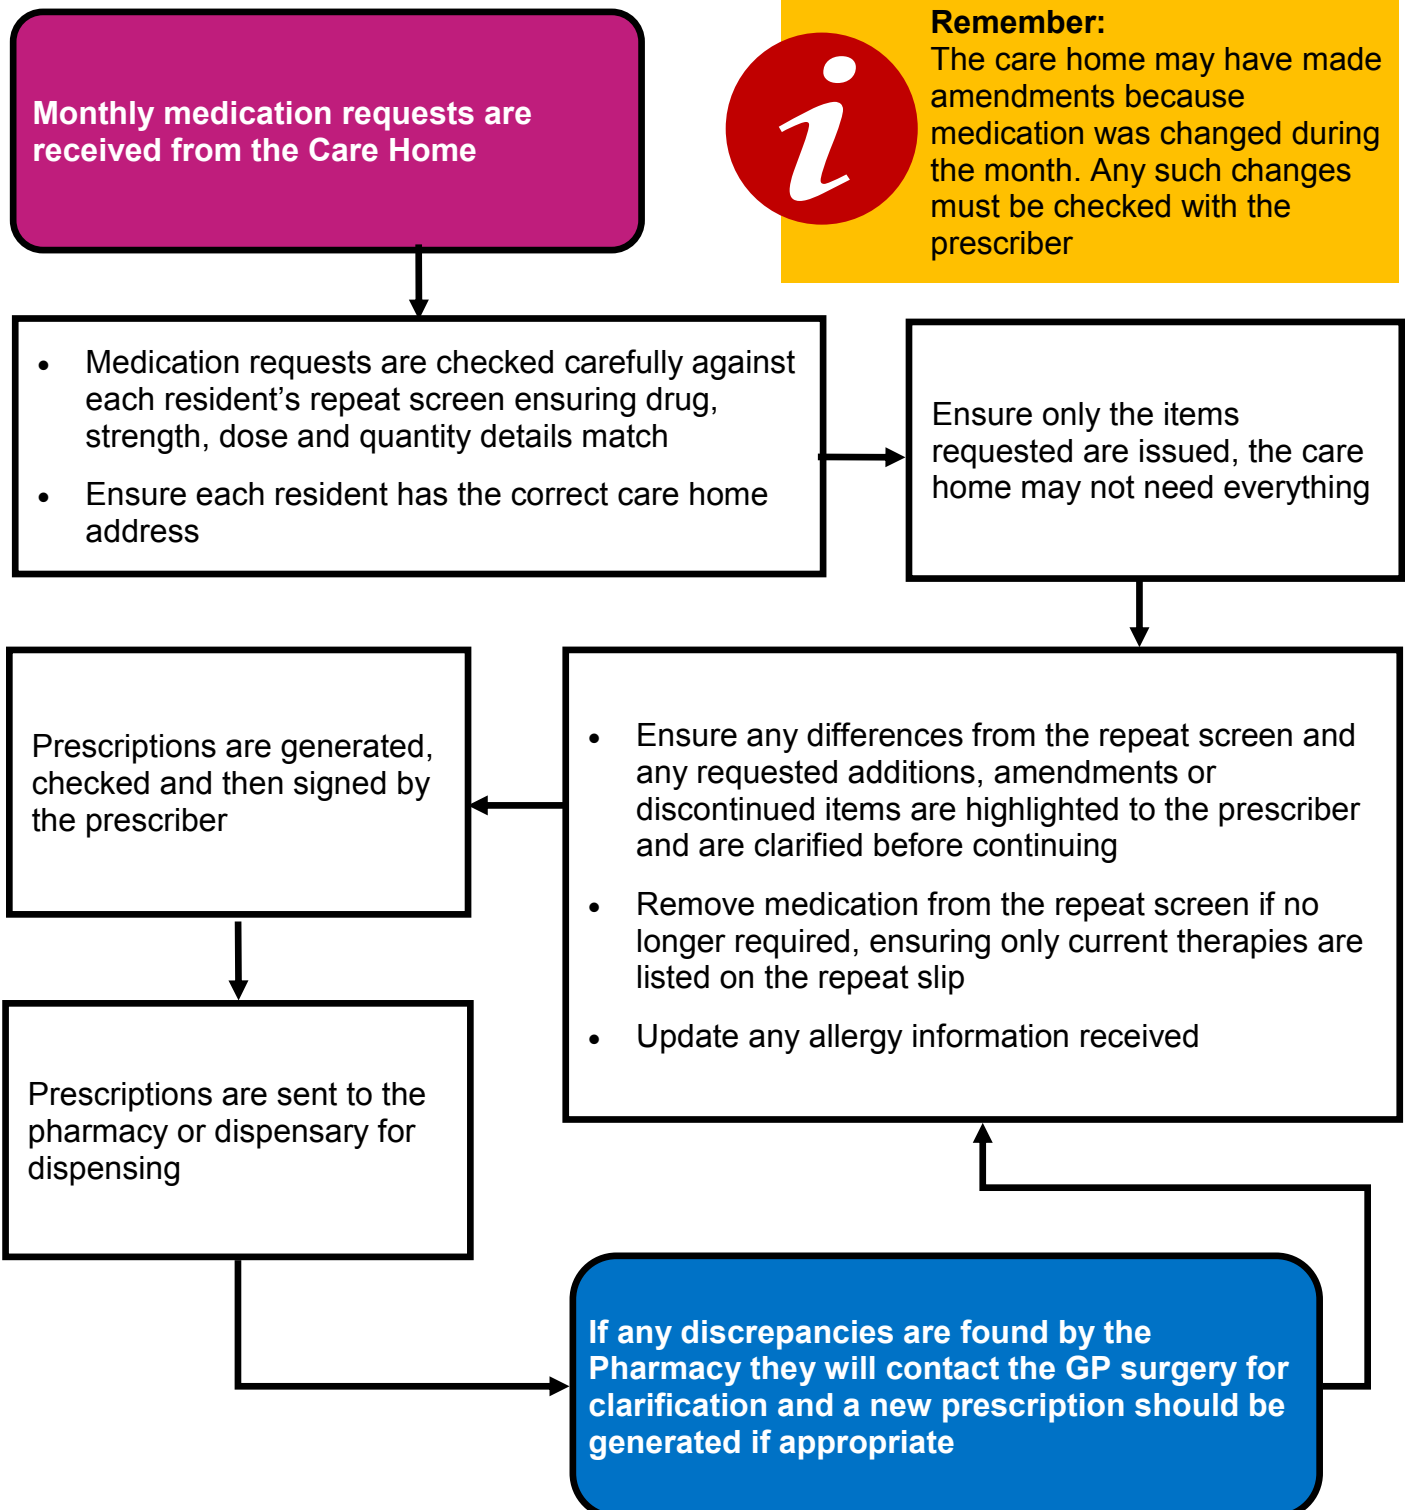 Monthly medication requests are
received from the Care Home
Remember:
The care home may have made
amendments because
medication was changed during
the month. Any such changes
must be checked with the
prescriber
• Medication requests are checked carefully against
each resident’s repeat screen ensuring drug,
strength, dose and quantity details match
• Ensure each resident has the correct care home
address
Ensure only the items
requested are issued, the care
home may not need everything
• Ensure any differences from the repeat screen and
any requested additions, amendments or
discontinued items are highlighted to the prescriber
and are clarified before continuing
• Remove medication from the repeat screen if no
longer required, ensuring only current therapies are
listed on the repeat slip
• Update any allergy information received
Prescriptions are generated,
checked and then signed by
the prescriber
Prescriptions are sent to the
pharmacy or dispensary for
dispensing
If any discrepancies are found by the
Pharmacy they will contact the GP surgery for
clarification and a new prescription should be
generated if appropriate